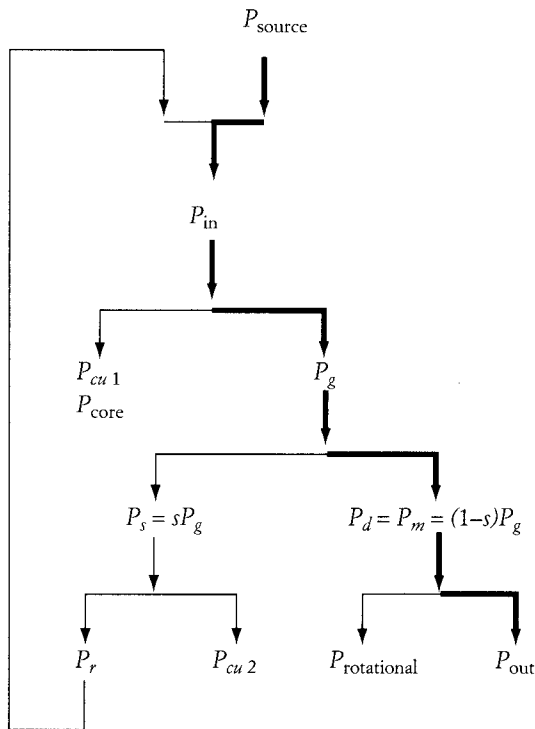 P_source
P_in
P_cu 1
P_core
P_g
P_s = sP_g
P_d = P_m = (1–s)P_g
P_r
P_cu 2
P_rotational
P_out